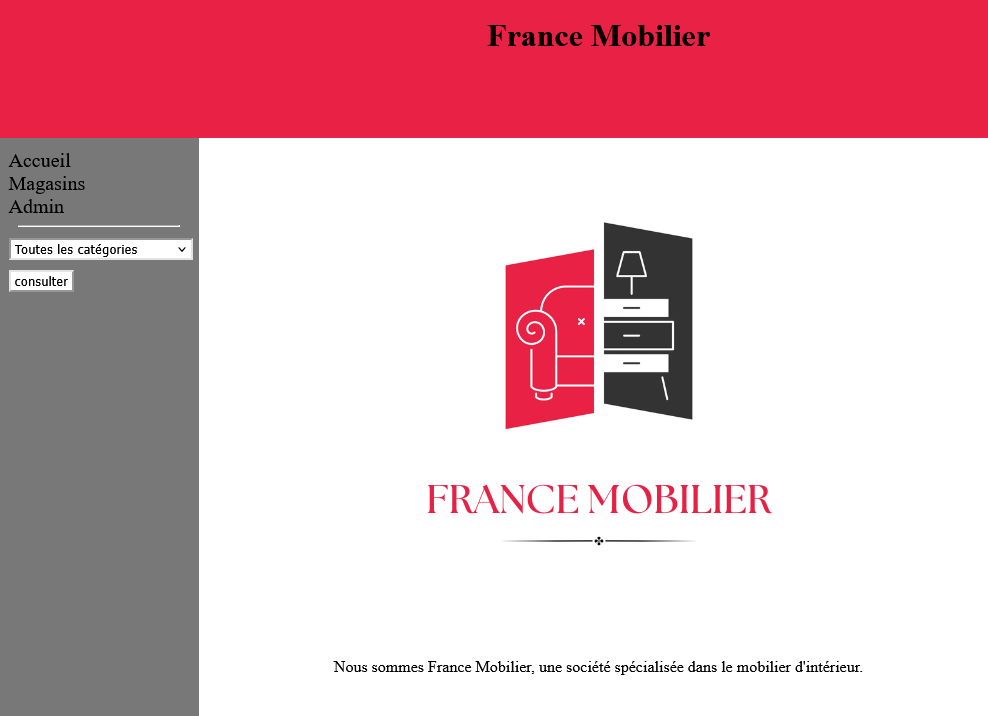 France Mobilier
Accueil
Magasins
Admin
Toutes les catégories
consulter
FRANCE MOBILIER
Nous sommes France Mobilier, une société spécialisée dans le mobilier d'intérieur.